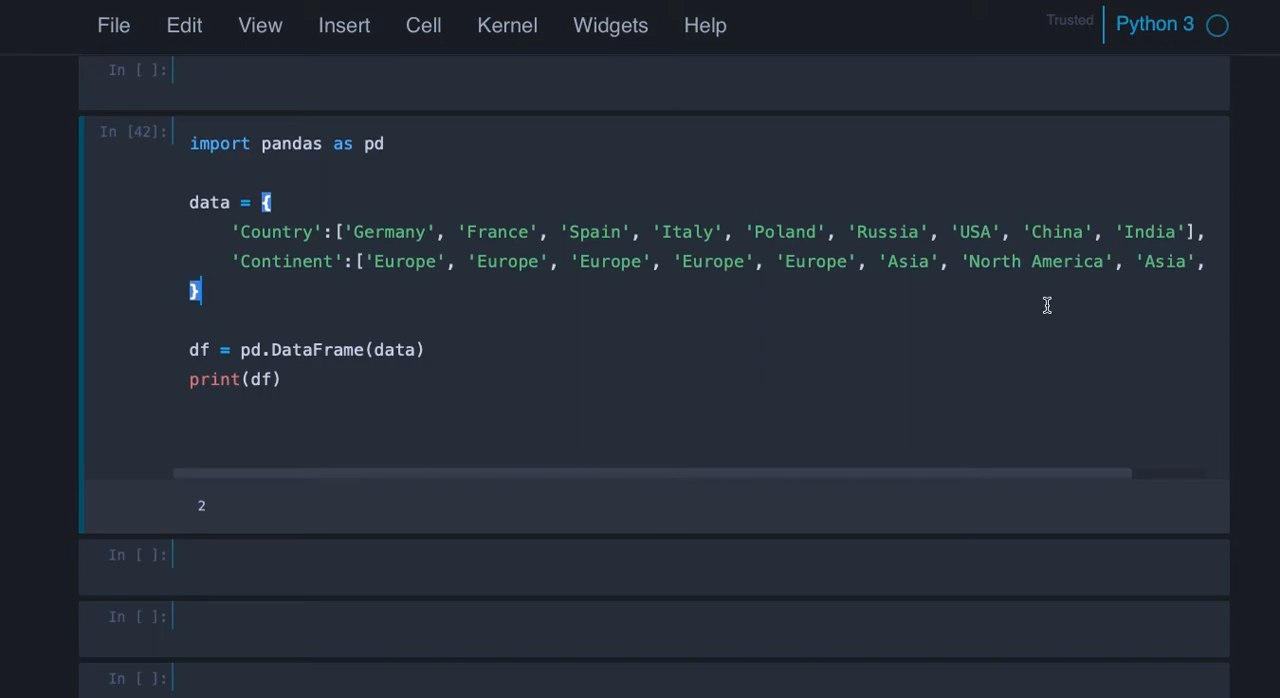 File Edit View Insert Cell Kernel Widgets Help Trusted Python 3
In [ ]:
In [42]:
import pandas as pd
data = {
'Country':['Germany', 'France', 'Spain', 'Italy', 'Poland', 'Russia', 'USA', 'China', 'India'],
'Continent':['Europe', 'Europe', 'Europe', 'Europe', 'Europe', 'Asia', 'North America', 'Asia',
}
df = pd.DataFrame(data)
print(df)
2
In [ ]:
In [ ]:
In [ ]: